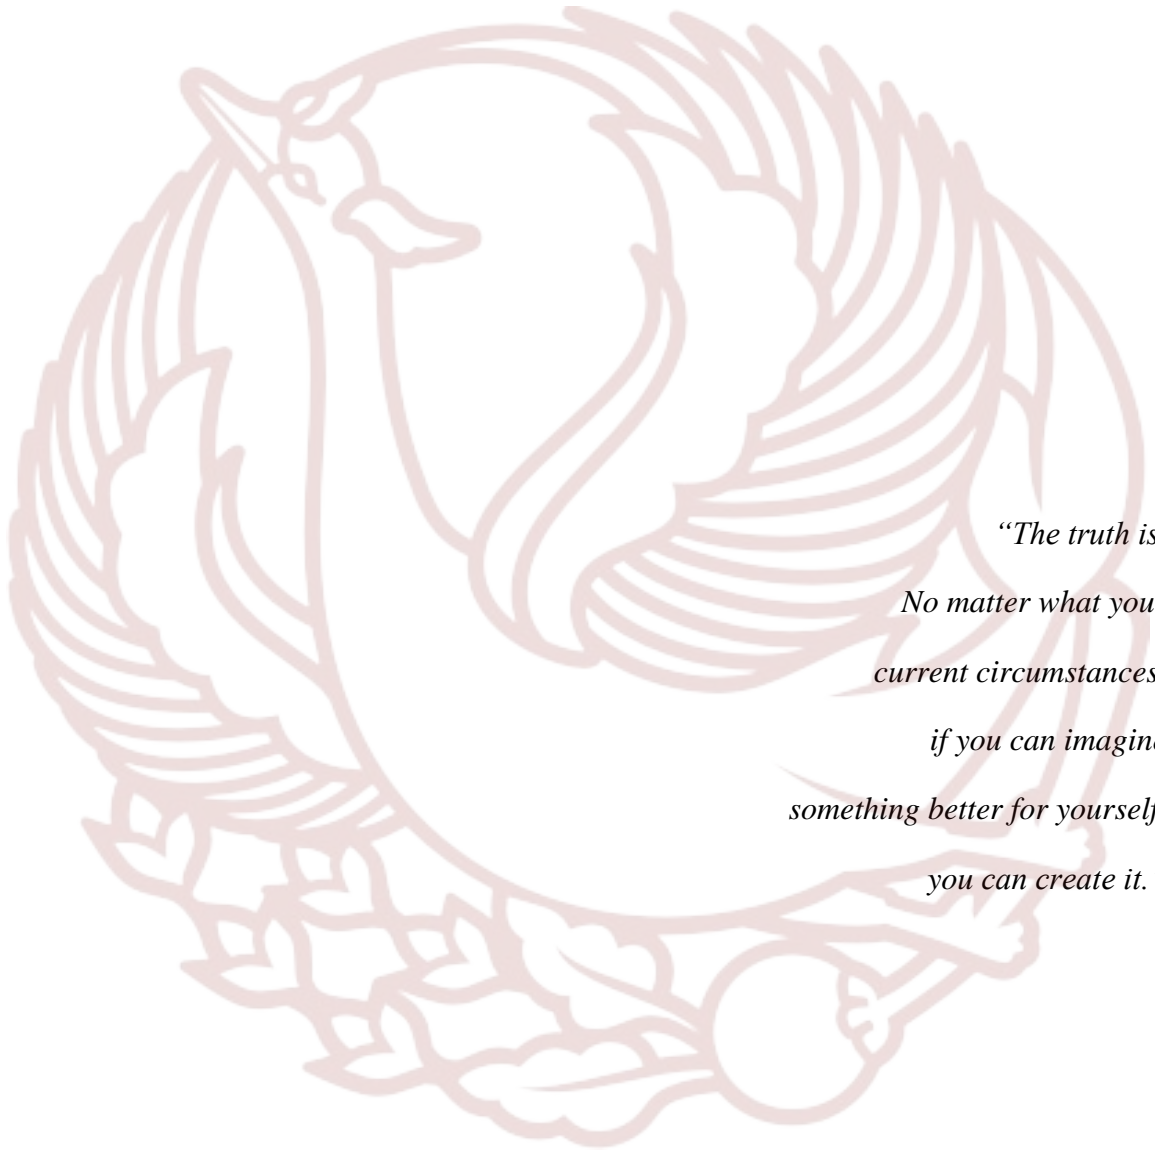 “The truth is
No matter what you
current circumstances
if you can imagin
something better for yourself
you can create it.